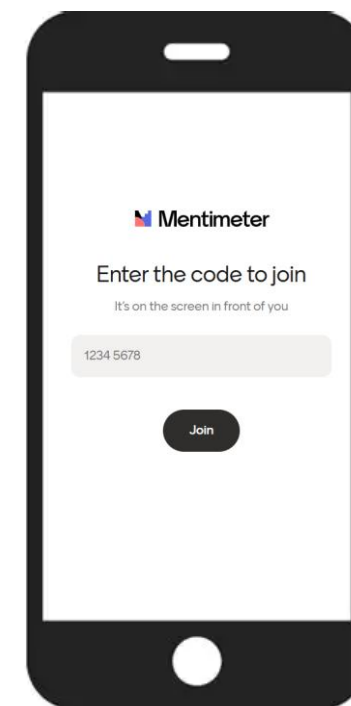 Mentimeter
Enter the code to join
It's on the screen in front of you
1234 5678
Join